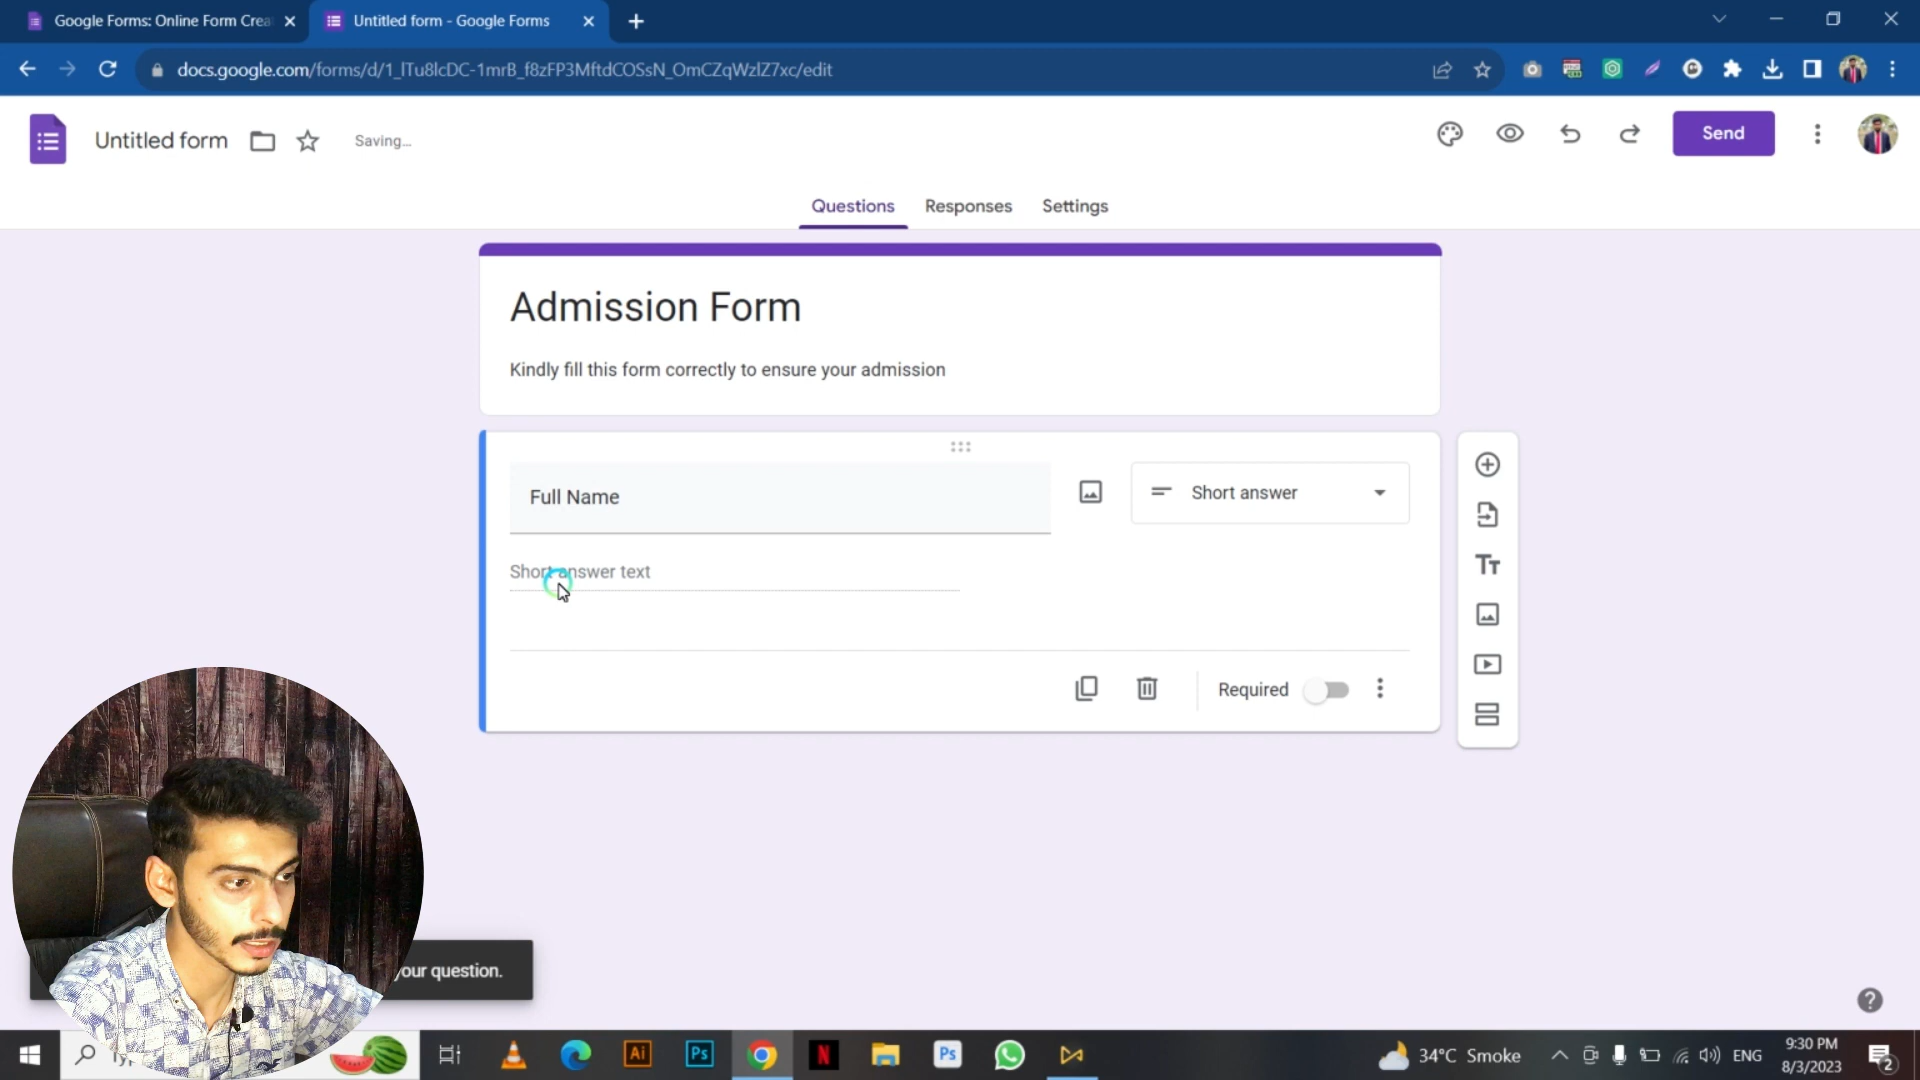 Google Forms: Online Form Crea
Untitled form - Google Forms
docs.google.com/forms/d/1_lTu8lcDC-1mrB_f8zFP3MftdCOSsN_OmCZqWzlZ7xc/edit
Untitled form
Saving...
Send
Questions
Responses
Settings
Admission Form
Kindly fill this form correctly to ensure your admission
Full Name
Short answer
Short answer text
Required
your question.
34°C Smoke
ENG
9:30 PM
8/3/2023
2